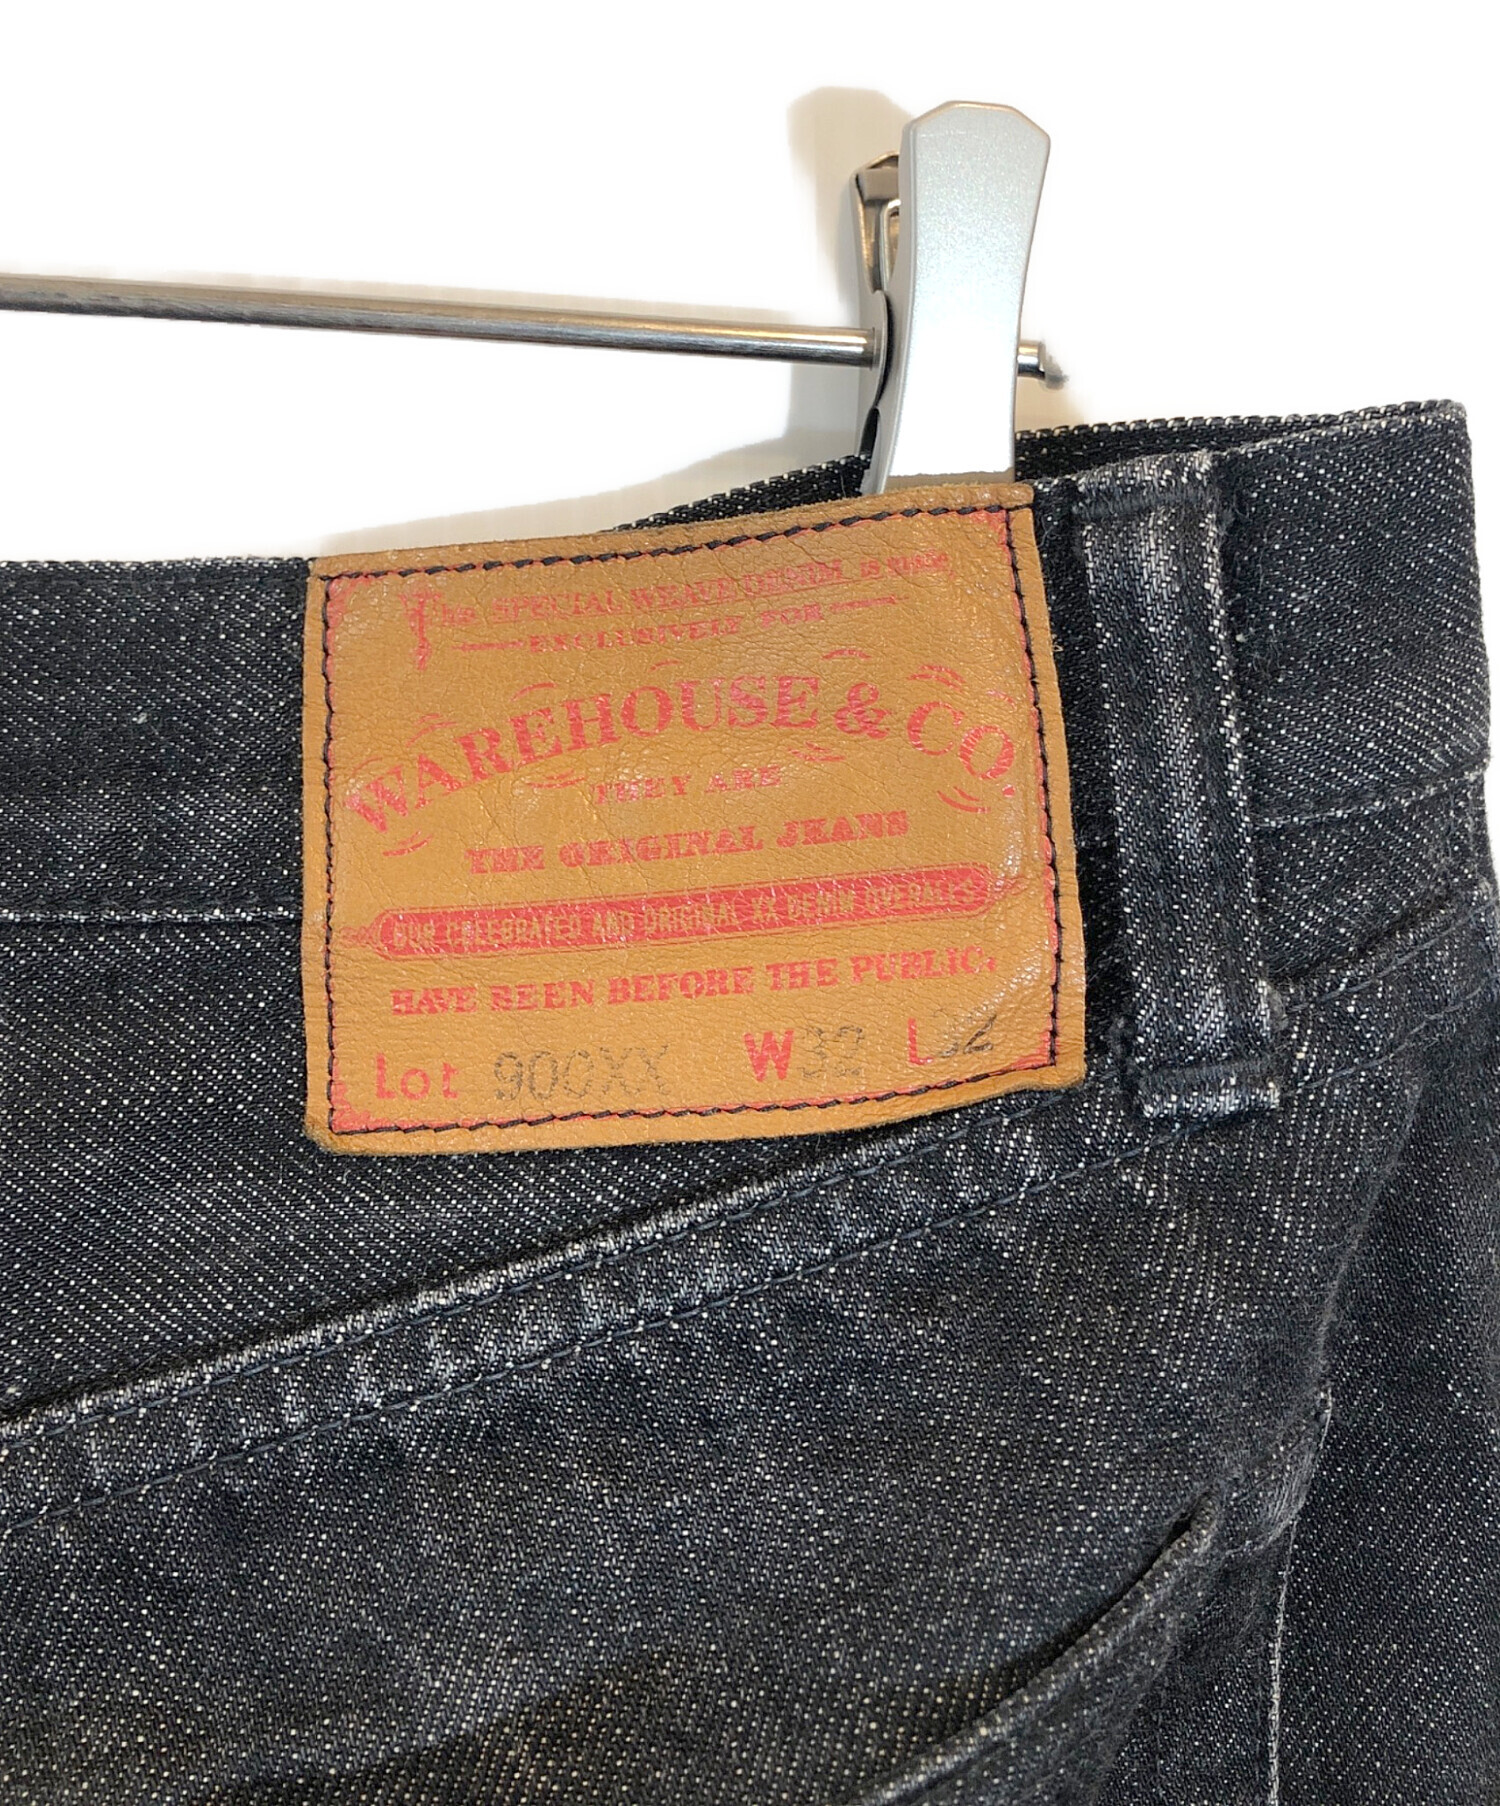 The SPECIAL WEAVE DENIM is made
EXCLUSIVELY FOR
WAREHOUSE & CO.
THEY ARE
THE ORIGINAL JEANS
OUR CELEBRATED AND ORIGINAL XX DENIM OVERALLS
HAVE BEEN BEFORE THE PUBLIC.
Lot 900XX W32 L32